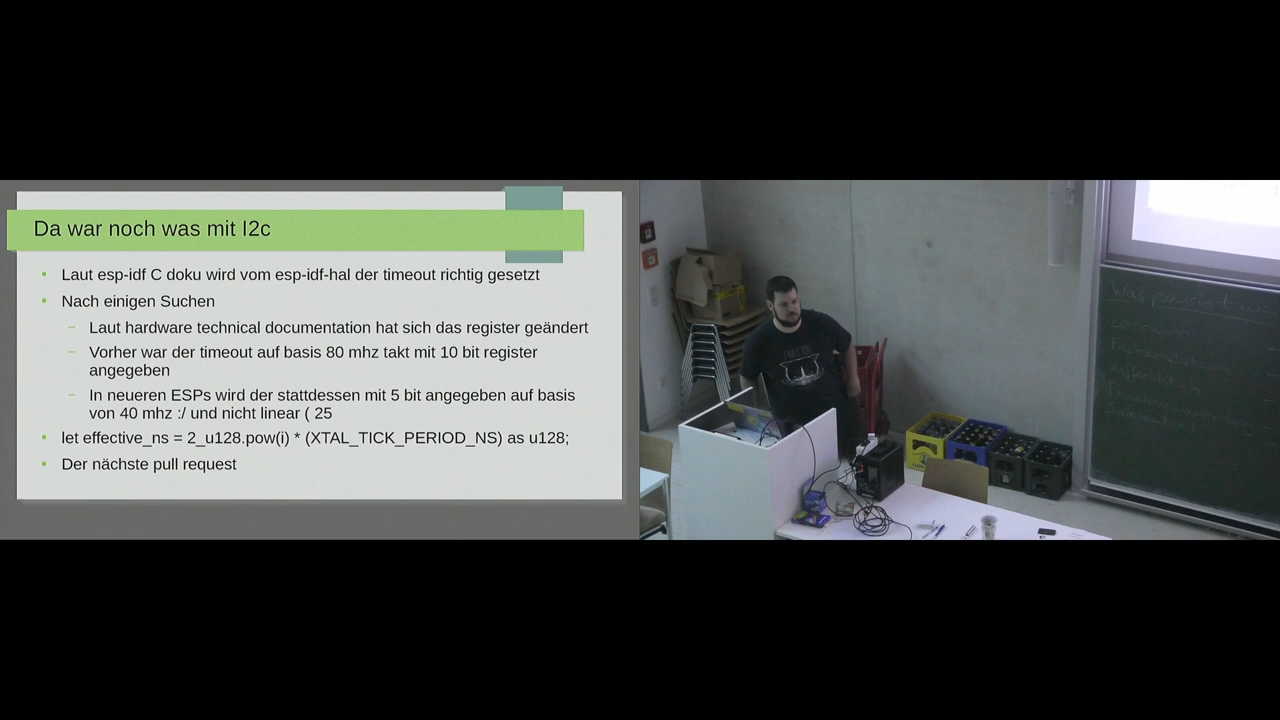 Da war noch was mit I2c
Laut esp-idf C doku wird vom esp-idf-hal der timeout richtig gesetzt
Nach einigen Suchen
Laut hardware technical documentation hat sich das register geändert
Vorher war der timeout auf basis 80 mhz takt mit 10 bit register
angegeben
In neueren ESPs wird der stattdessen mit 5 bit angegeben auf basis
von 40 mhz :/ und nicht linear ( 25
let effective_ns = 2_u128.pow(i) * (XTAL_TICK_PERIOD_NS) as u128;
Der nächste pull request
Was